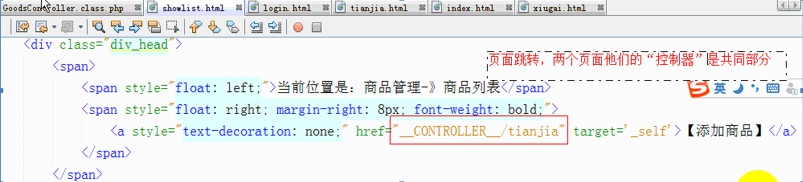 GoodsController.class.php showlist.html login.html tianjia.html index.html xiugai.html
<div class="div_head">
页面跳转，两个页面他们的“控制器”是共同部分
<span>
<span style="float: left;">当前位置是：商品管理-》商品列表</span>
英
<span style="float: right; margin-right: 8px; font-weight: bold;">
<a style="text-decoration: none;" href="__CONTROLLER__/tianjia" target='_self'>【添加商品】</a>
</span>
</span>